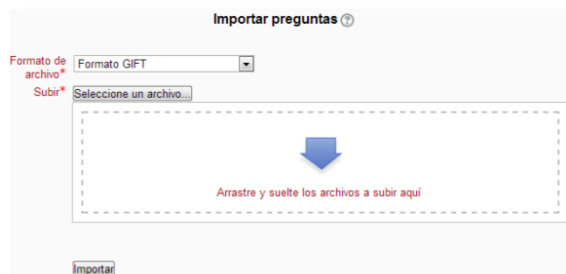 Importar preguntas
Formato de archivo* Formato GIFT
Subir* Seleccione un archivo...
Arrastre y suelte los archivos a subir aquí
Importar